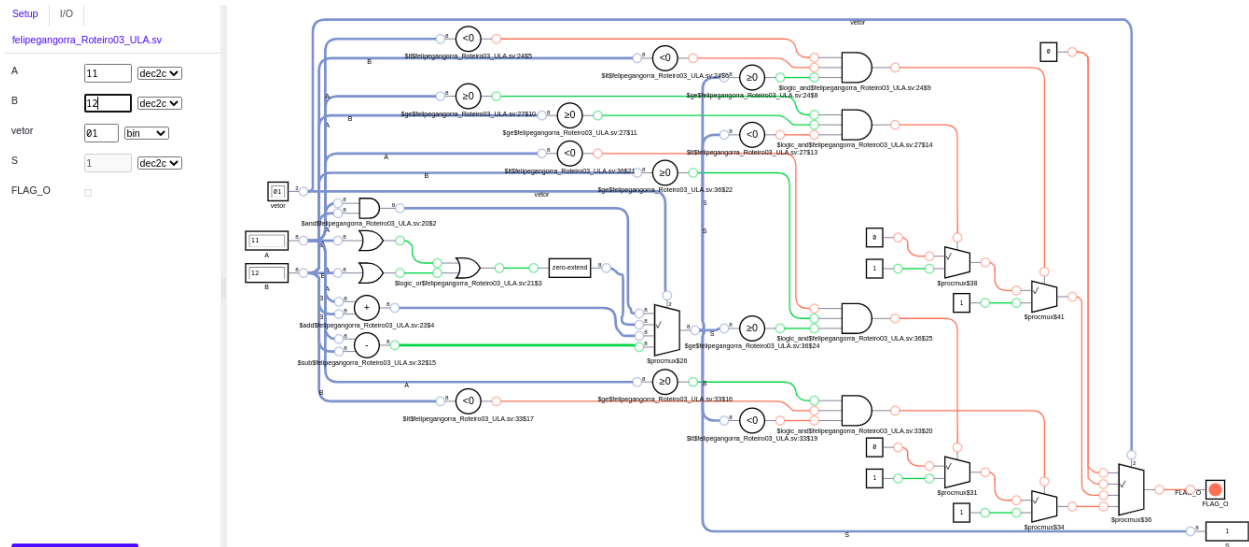 Setup
I/O
felipegangorra_Roteiro03_ULA.sv
A
11
dec2c
B
12
dec2c
vetor
01
bin
S
1
dec2c
FLAG_O
vetor
<0
$lt$felipegangorra_Roteiro03_ULA.sv:24$5
B
<0
0
≥0
$ge$felipegangorra_Roteiro03_ULA.sv:24$8
$logic_and$felipegangorra_Roteiro03_ULA.sv:24$9
A
≥0
$ge$felipegangorra_Roteiro03_ULA.sv:27$10
B
≥0
$ge$felipegangorra_Roteiro03_ULA.sv:27$11
A
<0
$lt$felipegangorra_Roteiro03_ULA.sv:27$13
$logic_and$felipegangorra_Roteiro03_ULA.sv:27$14
A
<0
B
≥0
$ge$felipegangorra_Roteiro03_ULA.sv:36$22
01
vetor
vetor
S
$and$felipegangorra_Roteiro03_ULA.sv:20$2
S
11
A
12
B
$logic_or$felipegangorra_Roteiro03_ULA.sv:21$3
zero-extend
0
1
$procmux$38
1
$procmux$41
+
$add$felipegangorra_Roteiro03_ULA.sv:23$4
-
$sub$felipegangorra_Roteiro03_ULA.sv:32$15
$procmux$26
S
≥0
$ge$felipegangorra_Roteiro03_ULA.sv:36$24
$logic_and$felipegangorra_Roteiro03_ULA.sv:36$25
A
≥0
$ge$felipegangorra_Roteiro03_ULA.sv:33$16
B
<0
$lt$felipegangorra_Roteiro03_ULA.sv:33$17
<0
$lt$felipegangorra_Roteiro03_ULA.sv:33$19
$logic_and$felipegangorra_Roteiro03_ULA.sv:33$20
0
1
$procmux$31
1
$procmux$34
$procmux$36
FLAG_O
FLAG_O
S
1
S